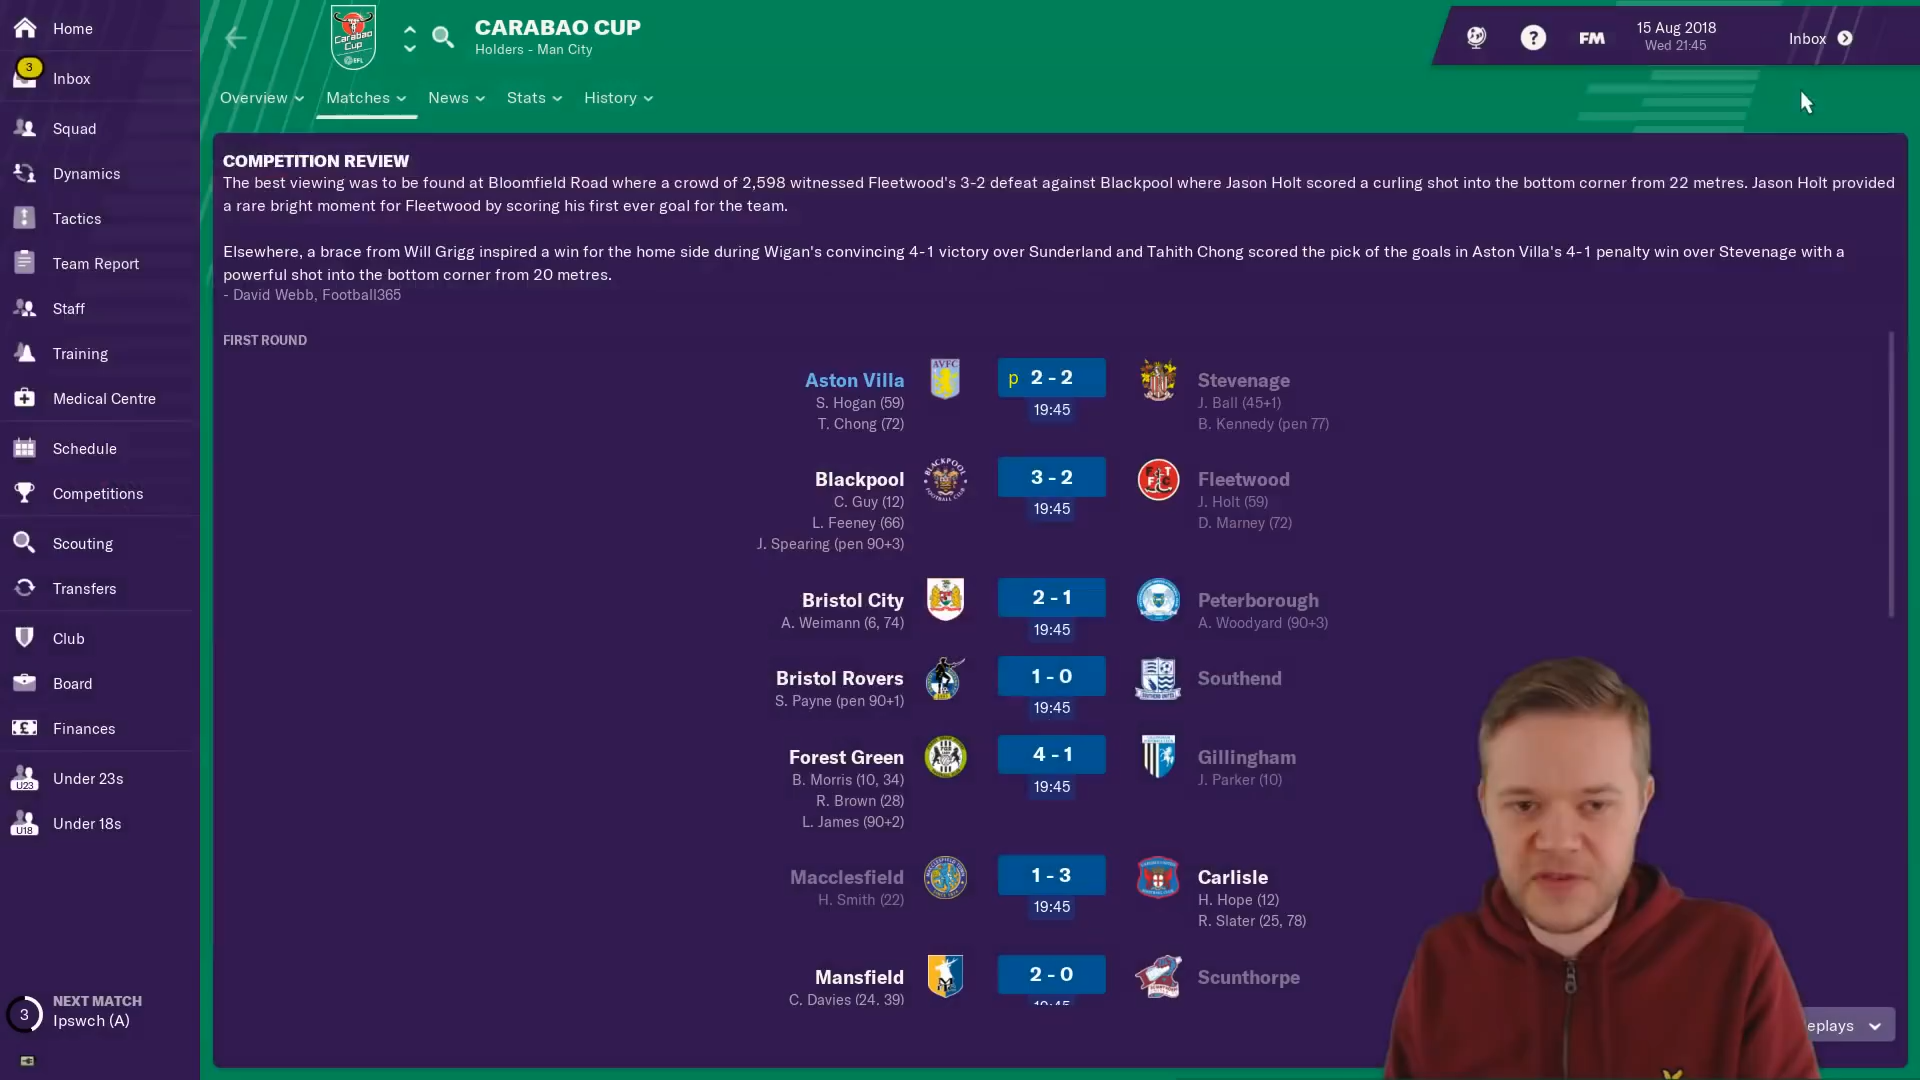 Home
3
Inbox
Squad
Dynamics
Tactics
Team Report
Staff
Training
Medical Centre
Schedule
Competitions
Scouting
Transfers
Club
Board
Finances
U23
Under 23s
U18
Under 18s
NEXT MATCH
3
Ipswch (A)
Carabao
Cup
EFL
CARABAO CUP
Holders - Man City
?
FM
15 Aug 2018
Wed 21:45
Inbox
Overview
Matches
News
Stats
History
COMPETITION REVIEW
The best viewing was to be found at Bloomfield Road where a crowd of 2,598 witnessed Fleetwood's 3-2 defeat against Blackpool where Jason Holt scored a curling shot into the bottom corner from 22 metres. Jason Holt provided
a rare bright moment for Fleetwood by scoring his first ever goal for the team.
Elsewhere, a brace from Will Grigg inspired a win for the home side during Wigan's convincing 4-1 victory over Sunderland and Tahith Chong scored the pick of the goals in Aston Villa's 4-1 penalty win over Stevenage with a
powerful shot into the bottom corner from 20 metres.
- David Webb, Football365
FIRST ROUND
Aston Villa
AVFC
p 2 - 2
Stevenage
S. Hogan (59)
19:45
J. Ball (45+1)
T. Chong (72)
B. Kennedy (pen 77)
Blackpool
3 - 2
Fleetwood
C. Guy (12)
19:45
J. Holt (59)
L. Feeney (66)
D. Marney (72)
J. Spearing (pen 90+3)
Bristol City
2 - 1
Peterborough
A. Weimann (6, 74)
19:45
A. Woodyard (90+3)
Bristol Rovers
1 - 0
Southend
S. Payne (pen 90+1)
19:45
Forest Green
4 - 1
Gillingham
B. Morris (10, 34)
19:45
J. Parker (10)
R. Brown (28)
L. James (90+2)
Macclesfield
1 - 3
Carlisle
H. Smith (22)
19:45
H. Hope (12)
R. Slater (25, 78)
Mansfield
2 - 0
Scunthorpe
C. Davies (24, 39)
19:45
eplays